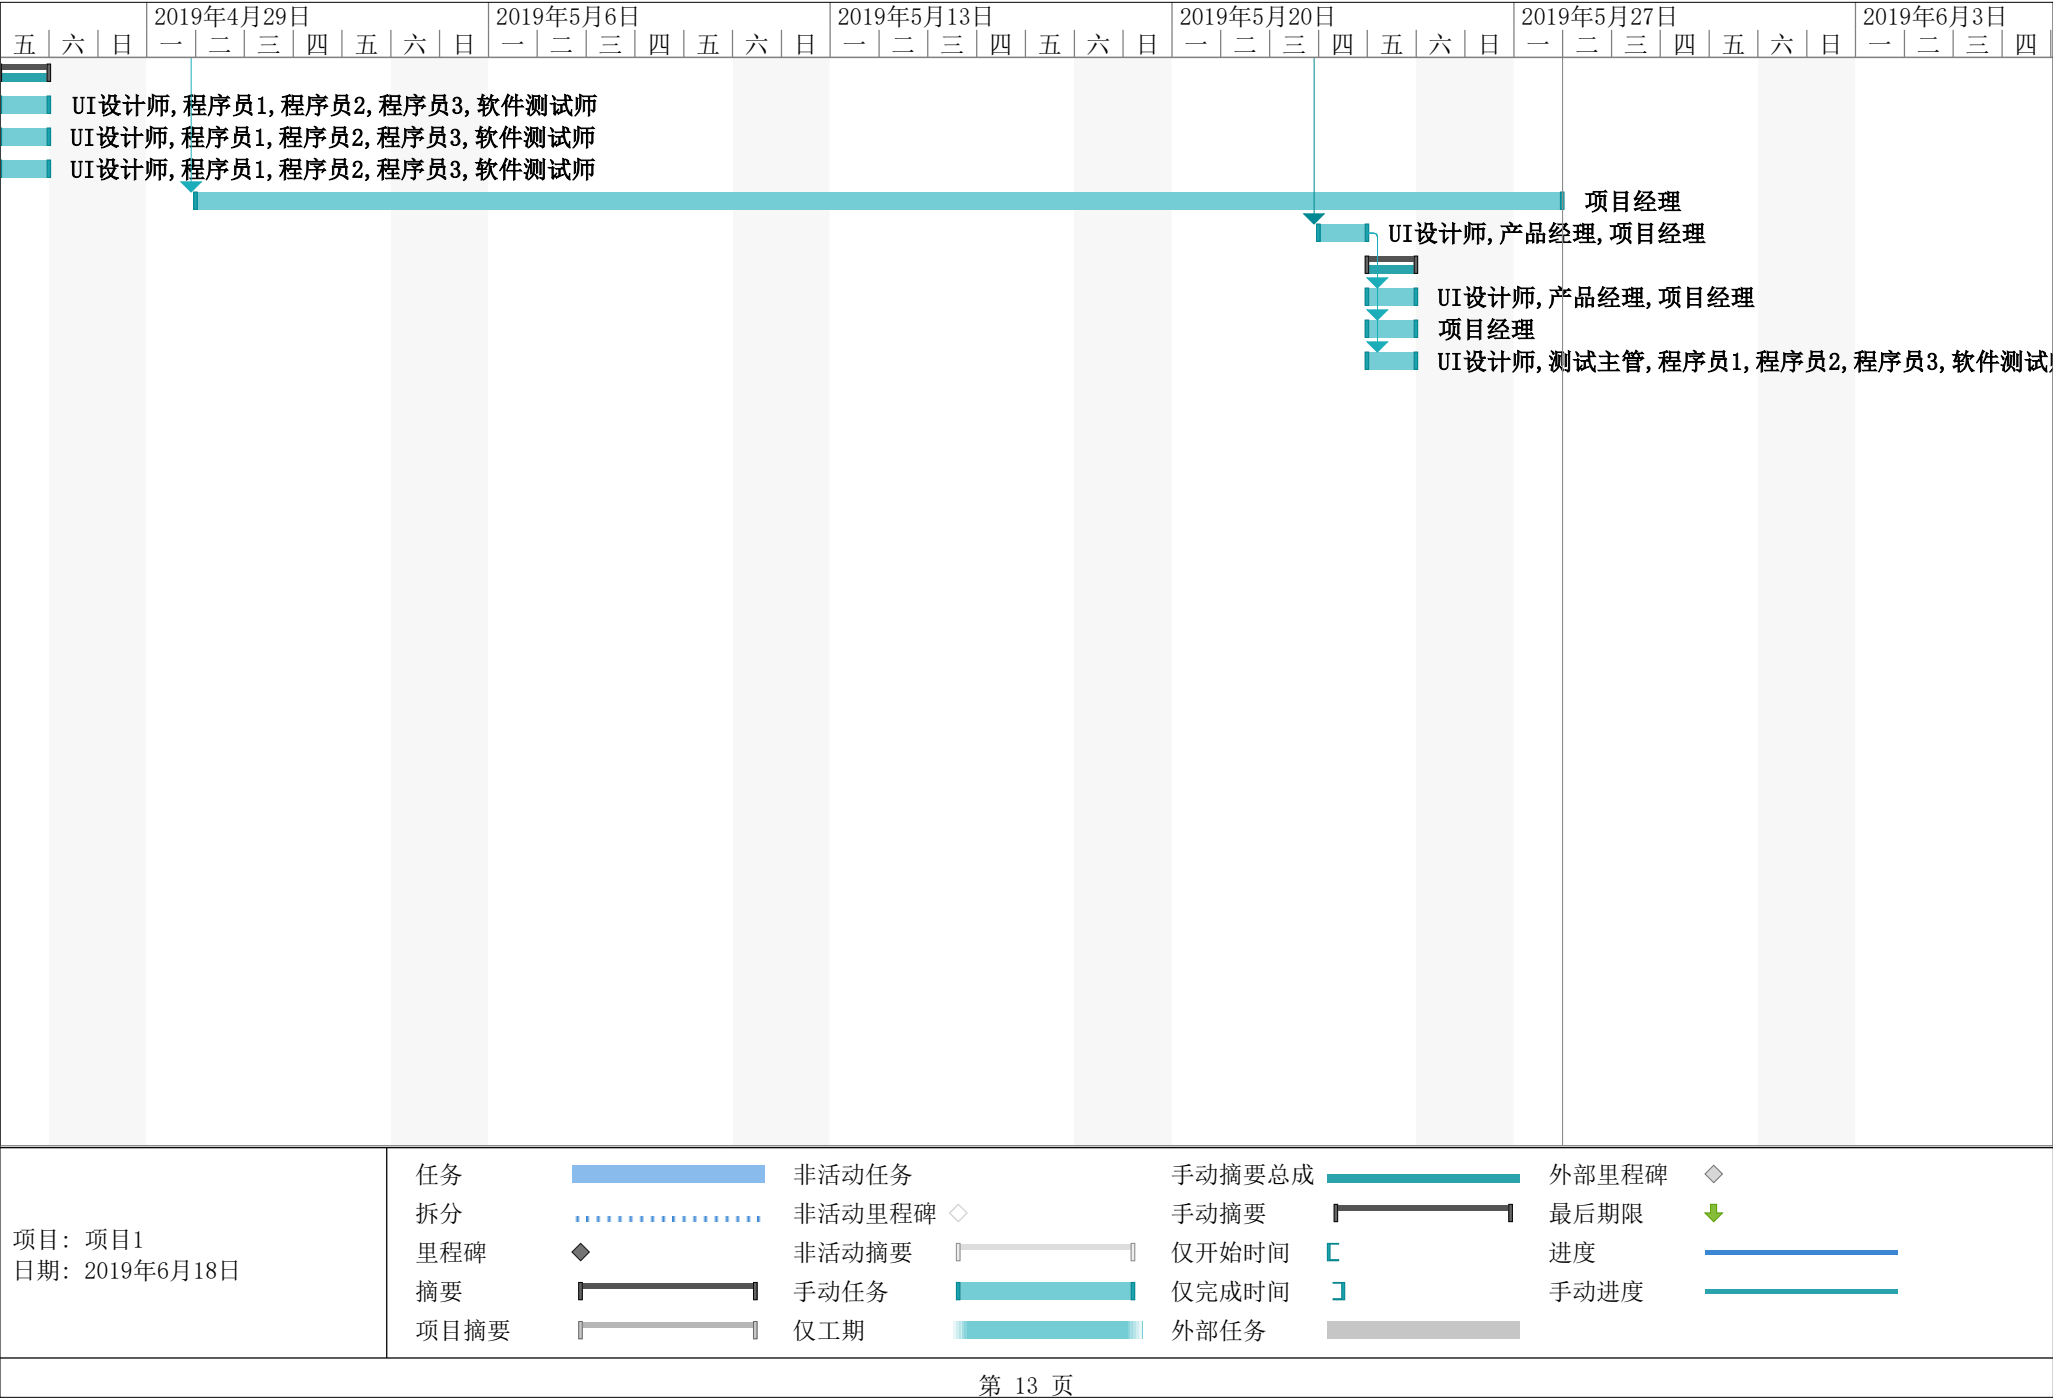 2019年4月29日 2019年5月6日 2019年5月13日 2019年5月20日 2019年5月27日 2019年6月3日
五 六 日 一 二 三 四 五 六 日 一 二 三 四 五 六 日 一 二 三 四 五 六 日 一 二 三 四 五 六 日 一 二 三 四 五 六 日 一 二 三 四
UI设计师,程序员1,程序员2,程序员3,软件测试师
UI设计师,程序员1,程序员2,程序员3,软件测试师
UI设计师,程序员1,程序员2,程序员3,软件测试师
项目经理
UI设计师,产品经理,项目经理
UI设计师,产品经理,项目经理
项目经理
UI设计师,测试主管,程序员1,程序员2,程序员3,软件测试
项目: 项目1
日期: 2019年6月18日
任务 非活动任务 手动摘要总成 外部里程碑
拆分 非活动里程碑 手动摘要 最后期限
里程碑 非活动摘要 仅开始时间 进度
摘要 手动任务 仅完成时间 手动进度
项目摘要 仅工期 外部任务
第 13 页